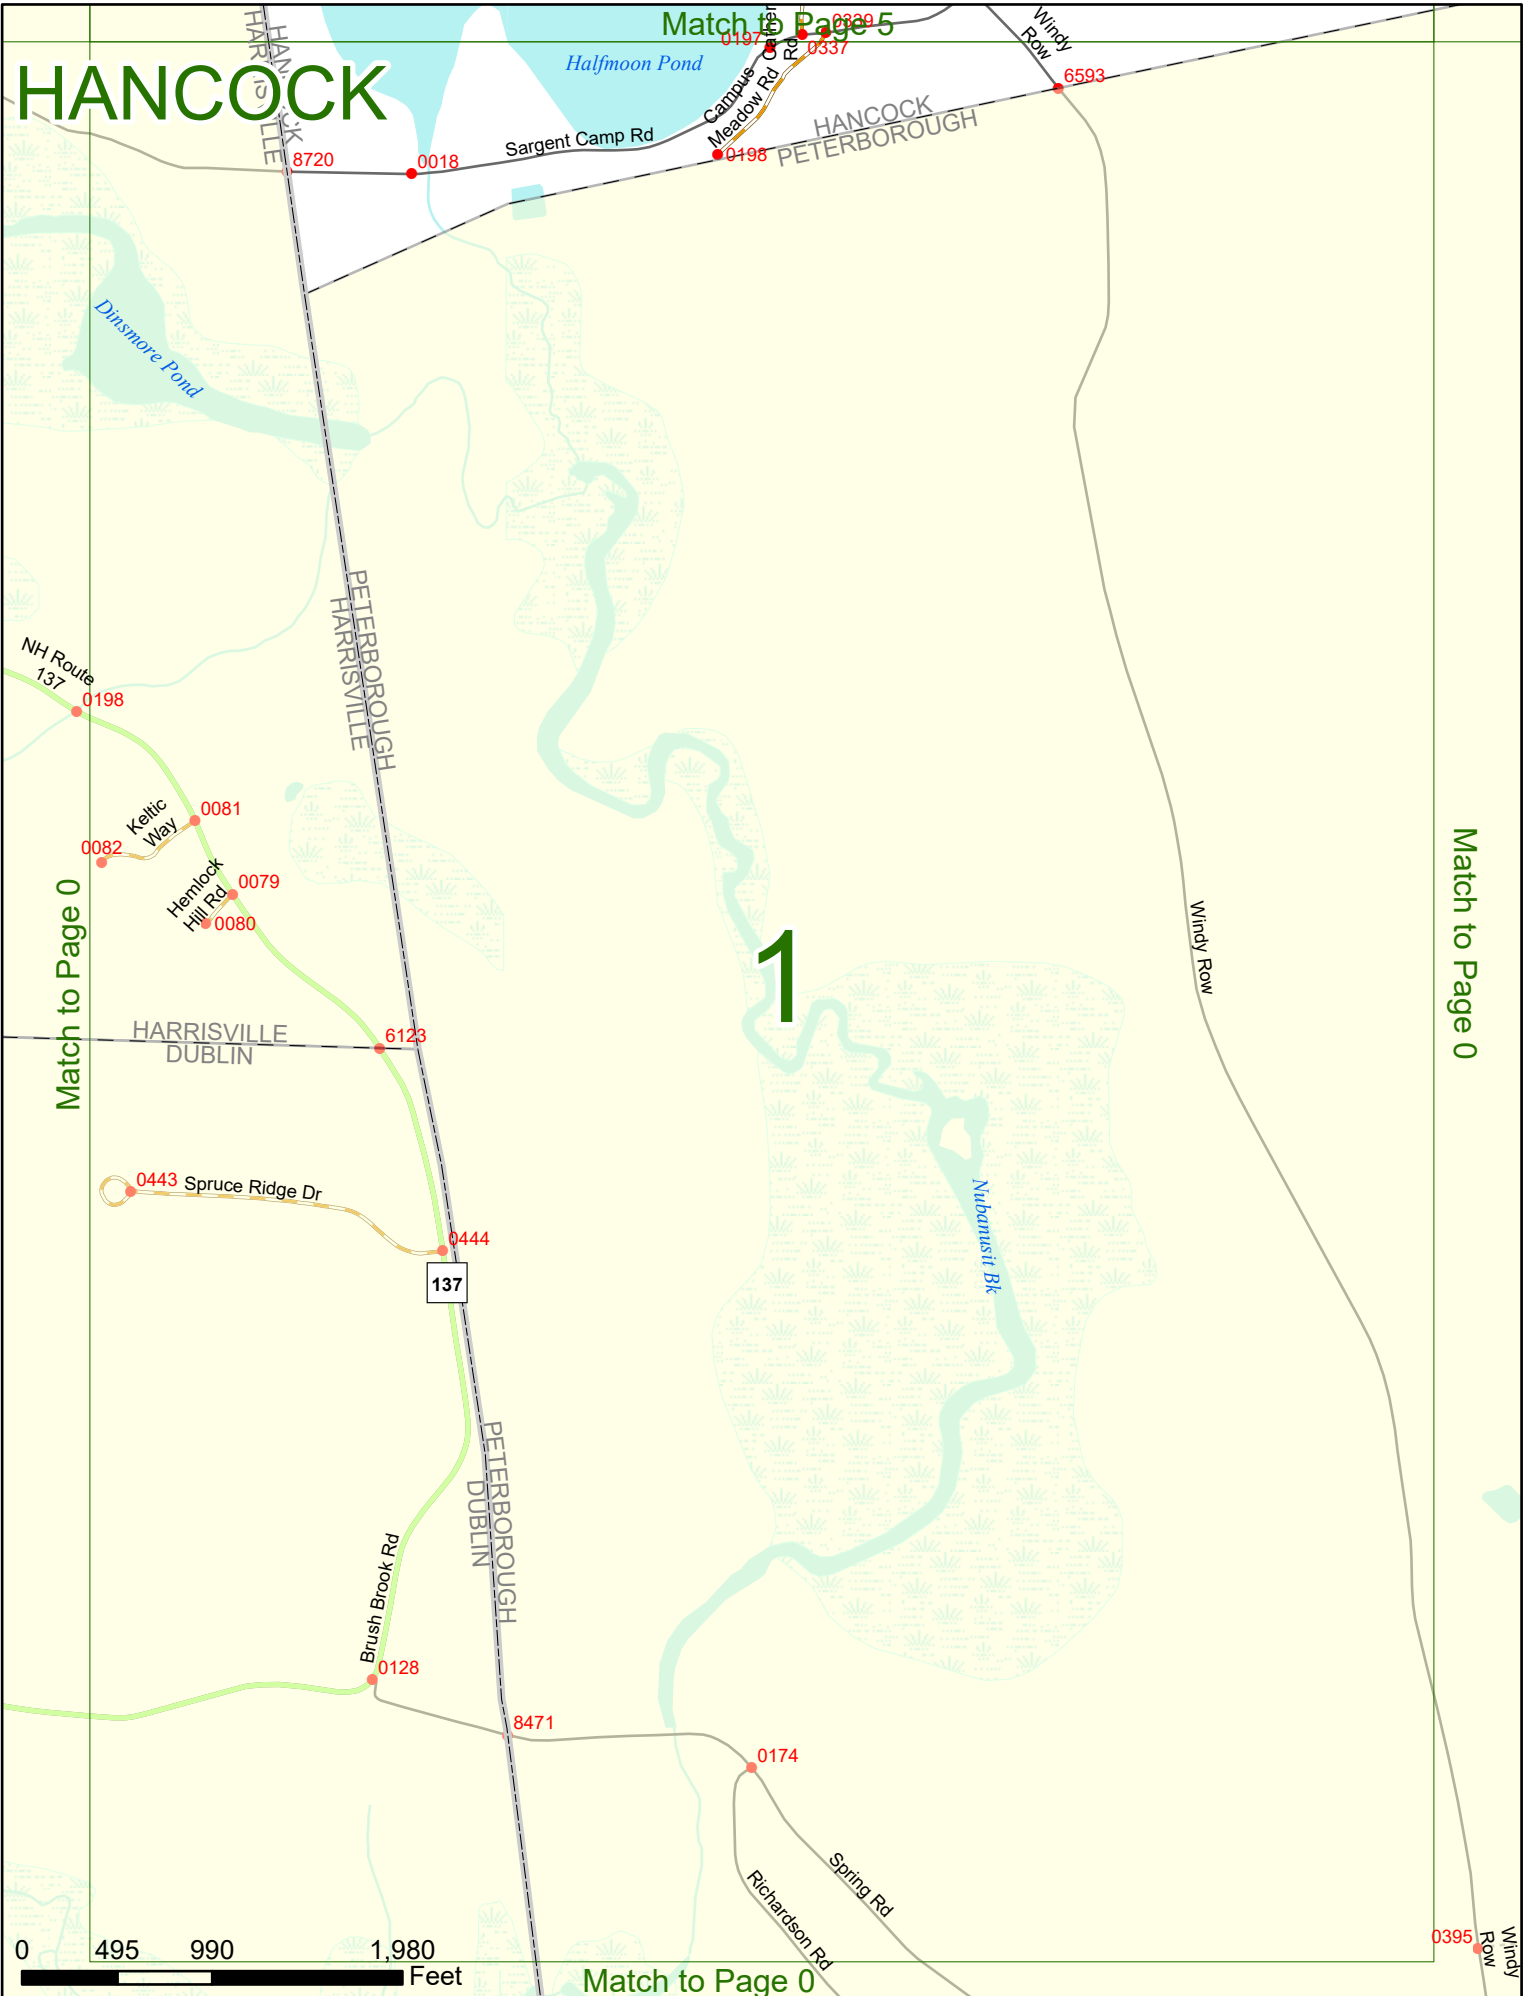 Match to Page 5
HANCOCK
HARRISVILLE
HANCOCK
Halfmoon Pond
0197
0339
0337
Rd
Campus
Meadow Rd
Windy
Row
6593
HANCOCK
PETERBOROUGH
Sargent Camp Rd
8720
0018
0198
Dinsmore Pond
PETERBOROUGH
HARRISVILLE
NH Route
137
0198
0081
Keltic
Way
0082
Hemlock
Hill Rd
0079
0080
Match to Page 0
1
Windy Row
Match to Page 0
HARRISVILLE
DUBLIN
6123
0443
Spruce Ridge Dr
0444
137
Nubanusit Bk
PETERBOROUGH
DUBLIN
Brush Brook Rd
0128
8471
0174
Spring Rd
Richardson Rd
0395
Windy
Row
0 495 990 1,980
Feet
Match to Page 0